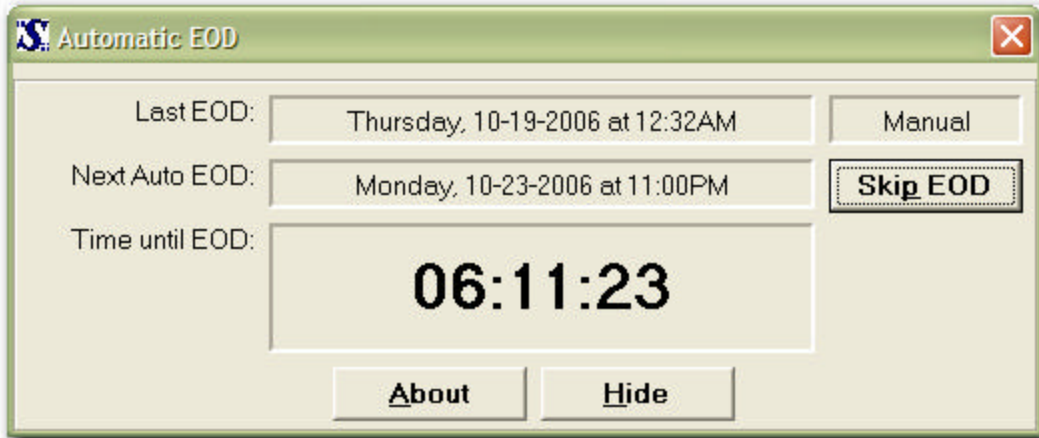 Automatic EOD
Last EOD: Thursday, 10-19-2006 at 12:32AM Manual
Next Auto EOD: Monday, 10-23-2006 at 11:00PM Skip EOD
Time until EOD: 06:11:23
About Hide